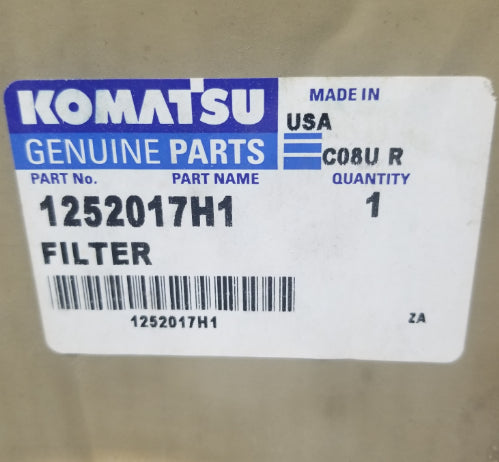 KOMATSU
GENUINE PARTS
MADE IN
USA
C08U R
PART No.
PART NAME
QUANTITY
1252017H1
1
FILTER
1252017H1
ZA